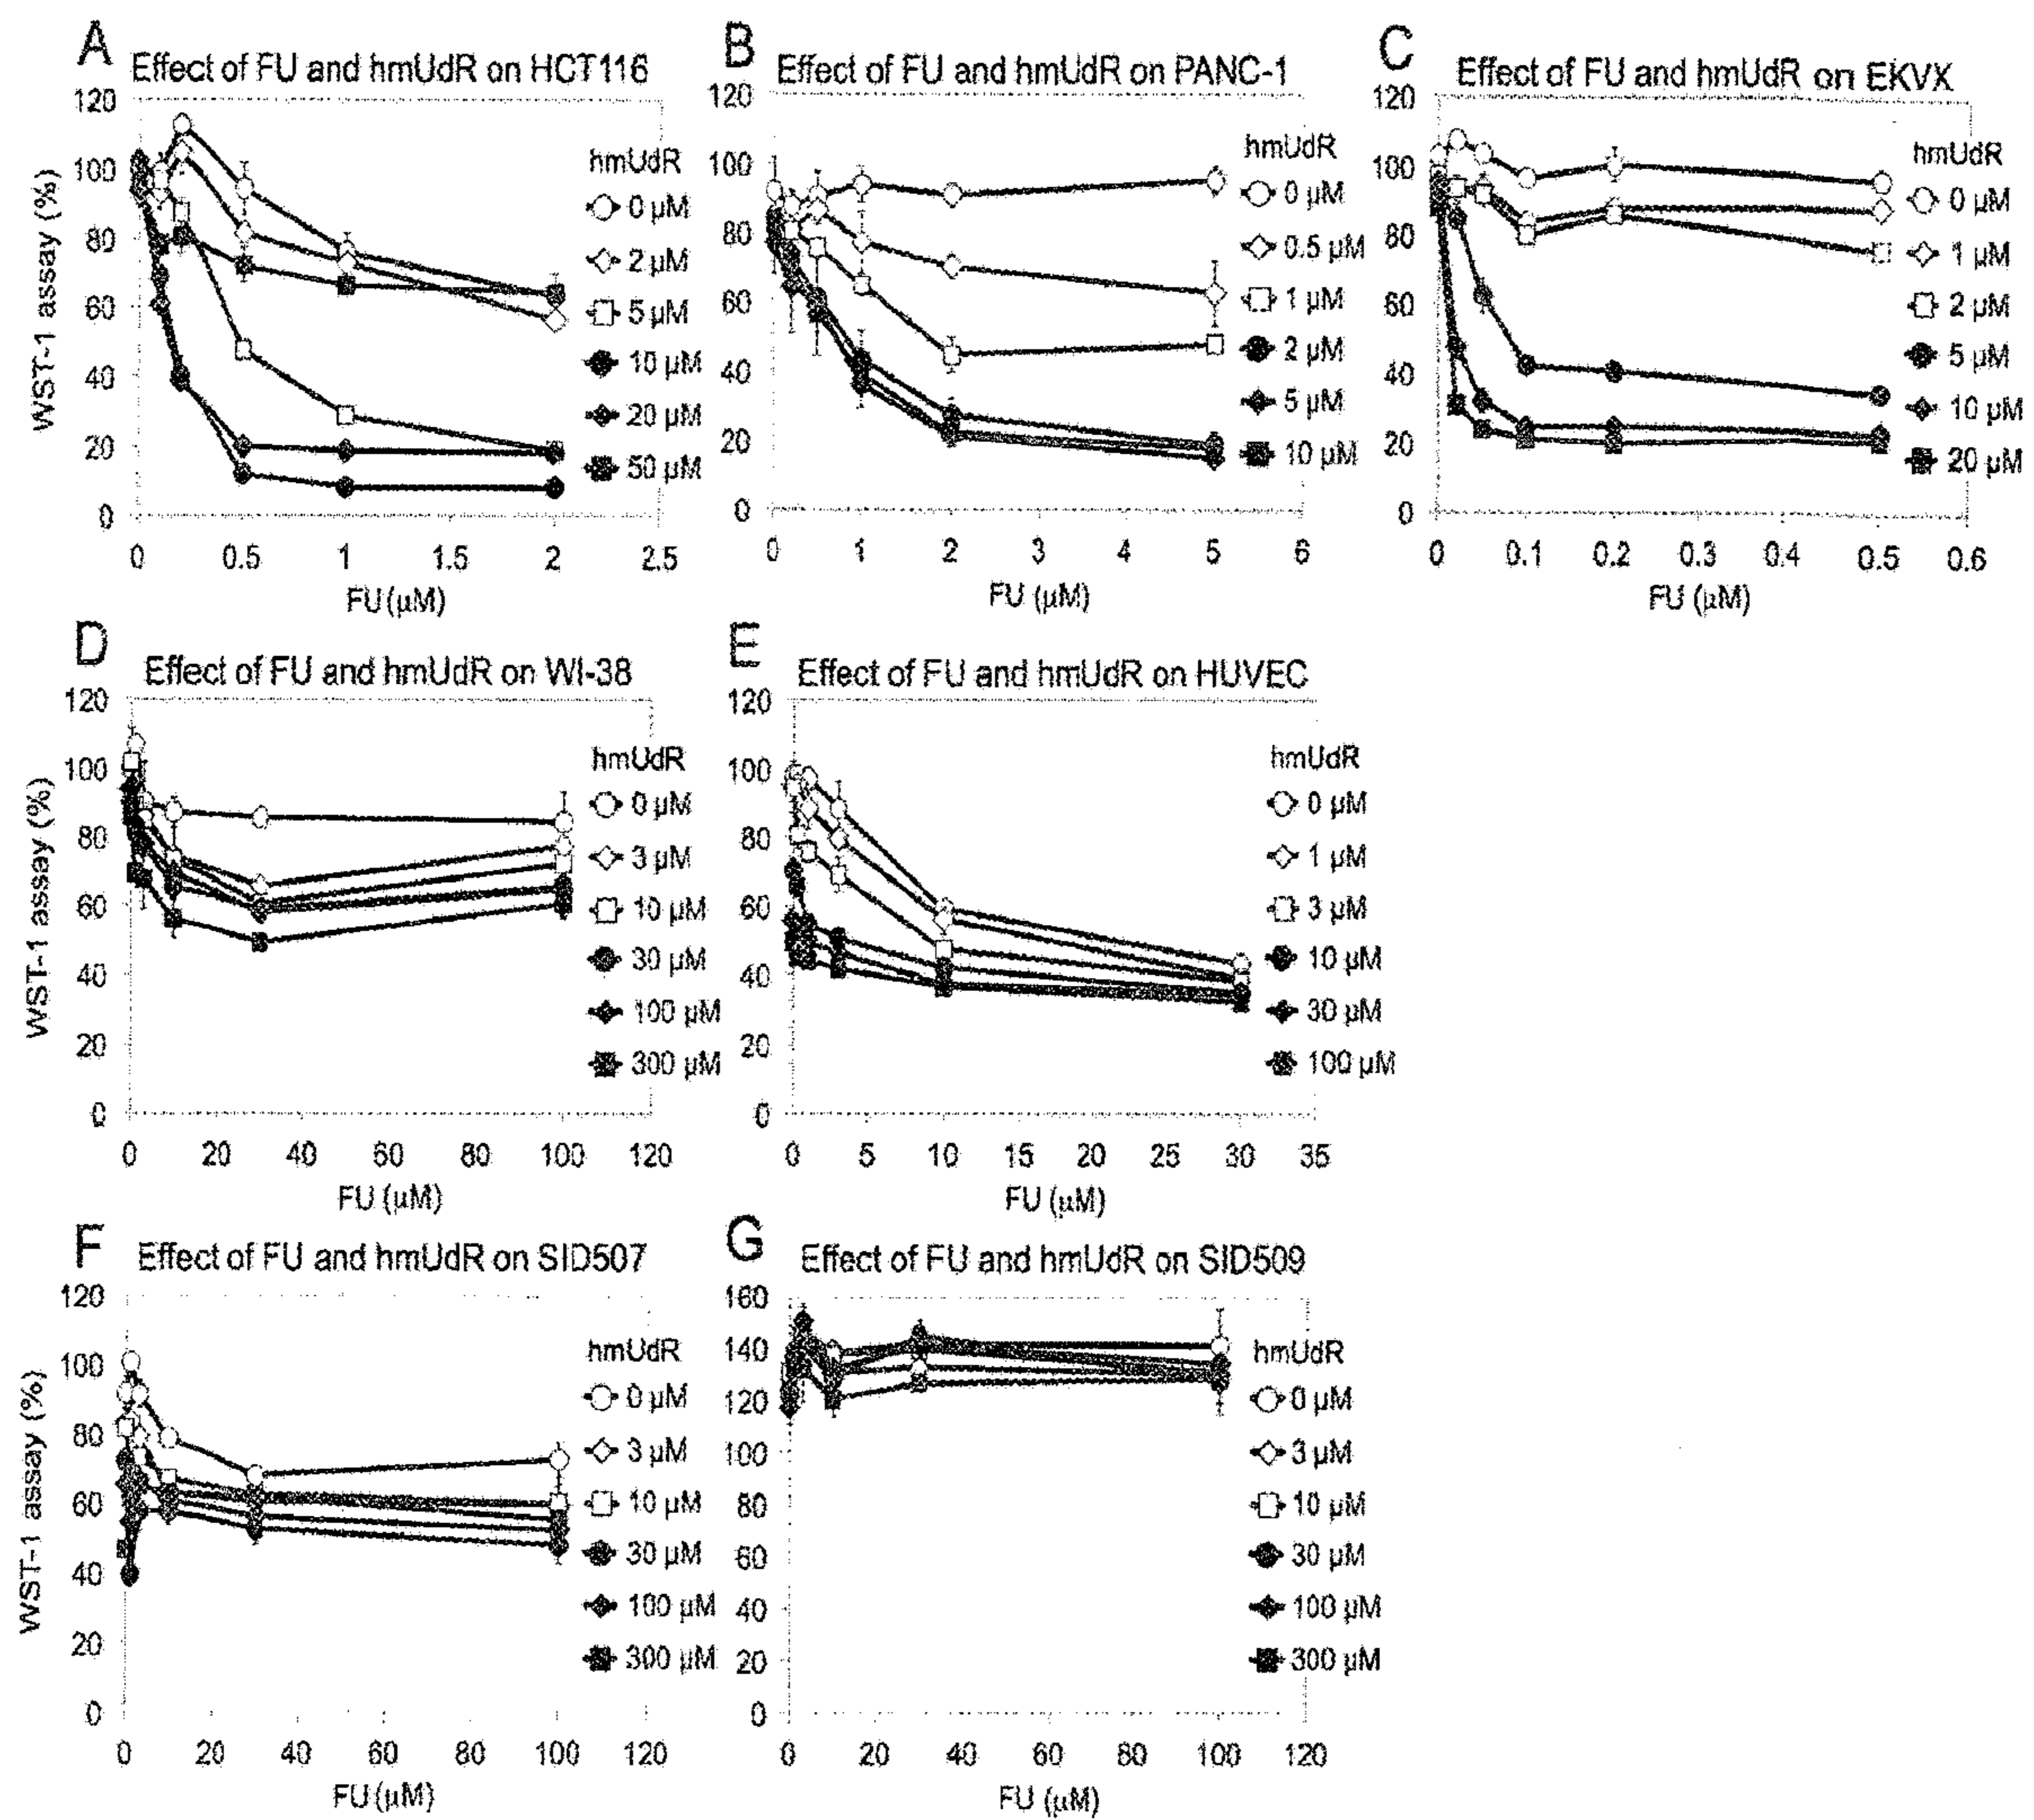 A
Effect of FU and hmUdR on HCT116
WST-1 assay (%)
120
100
80
60
40
20
0
0 0.5 1 1.5 2 2.5
FU (µM)
hmUdR
0 µM
2 µM
5 µM
10 µM
20 µM
50 µM
B
Effect of FU and hmUdR on PANC-1
120
100
80
60
40
20
0
0 1 2 3 4 5 6
FU (µM)
hmUdR
0 µM
0.5 µM
1 µM
2 µM
5 µM
10 µM
C
Effect of FU and hmUdR on EKVX
120
100
80
60
40
20
0
0 0.1 0.2 0.3 0.4 0.5 0.6
FU (µM)
hmUdR
0 µM
1 µM
2 µM
5 µM
10 µM
20 µM
D
Effect of FU and hmUdR on WI-38
WST-1 assay (%)
120
100
80
60
40
20
0
0 20 40 60 80 100 120
FU (µM)
hmUdR
0 µM
3 µM
10 µM
30 µM
100 µM
300 µM
E
Effect of FU and hmUdR on HUVEC
120
100
80
60
40
20
0
0 5 10 15 20 25 30 35
FU (µM)
hmUdR
0 µM
1 µM
3 µM
10 µM
30 µM
100 µM
F
Effect of FU and hmUdR on SID507
WST-1 assay (%)
120
100
80
60
40
20
0
0 20 40 60 80 100 120
FU (µM)
hmUdR
0 µM
3 µM
10 µM
30 µM
100 µM
300 µM
G
Effect of FU and hmUdR on SID509
160
140
120
100
80
60
40
20
0
0 20 40 60 80 100 120
FU (µM)
hmUdR
0 µM
3 µM
10 µM
30 µM
100 µM
300 µM